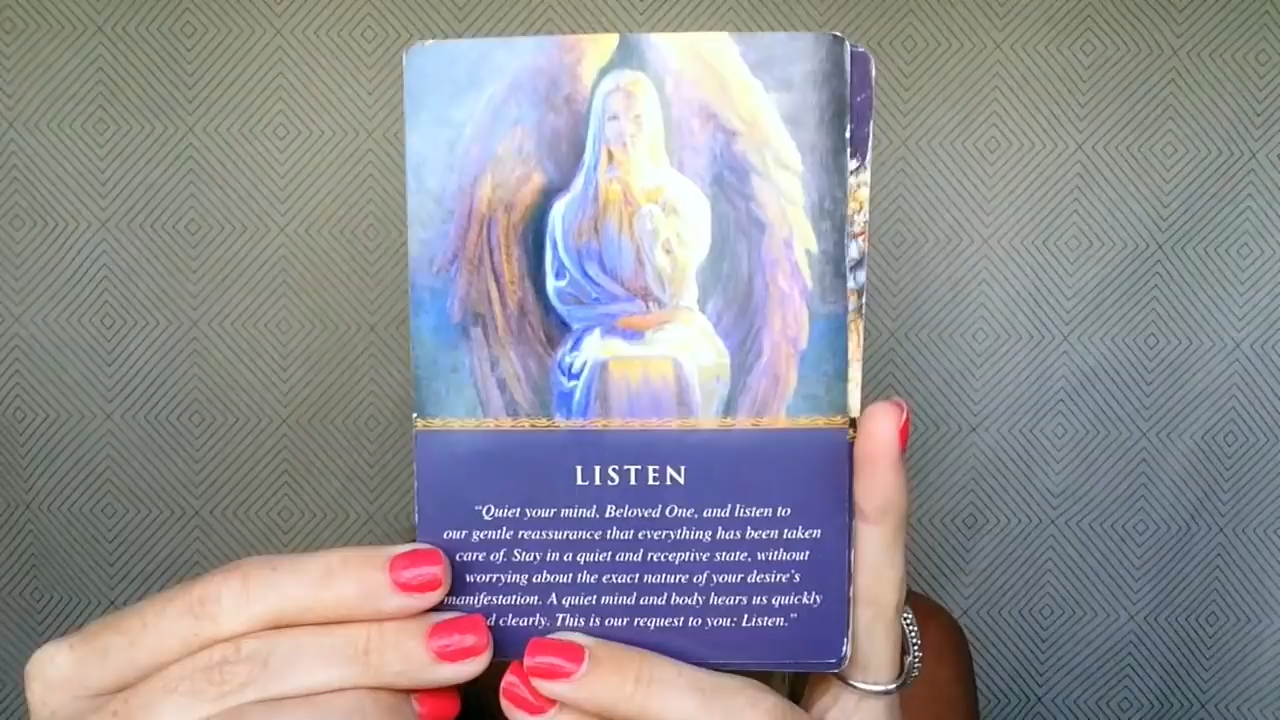 LISTEN
“Quiet your mind, Beloved One, and listen to
our gentle reassurance that everything has been taken
care of. Stay in a quiet and receptive state, without
worrying about the exact nature of your desire's
manifestation. A quiet mind and body hears us quickly
clearly. This is our request to you: Listen.”